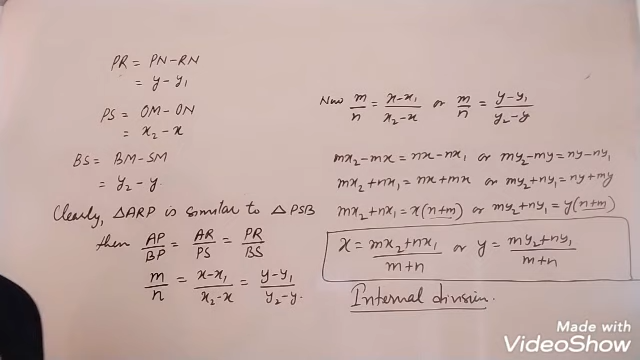 PR = PN-RN
= y-y₁
PS = OM-ON
= x₂-x
BS = BM-SM
= y₂-y
Clearly, △ARP is similar to △PSB
then AP/BP = AR/PS = PR/BS
m/n = x-x₁/x₂-x = y-y₁/y₂-y.
Now m/n = x-x₁/x₂-x or m/n = y-y₁/y₂-y
mx₂-mx = nx-nx₁ or my₂-my = ny-ny₁
mx₂+nx₁ = nx+mx or my₂+ny₁ = ny+my
mx₂+nx₁ = x(n+m) or my₂+ny₁ = y(n+m)
x = mx₂+nx₁/m+n or y = my₂+ny₁/m+n
Internal division.
Made with
VideoShow